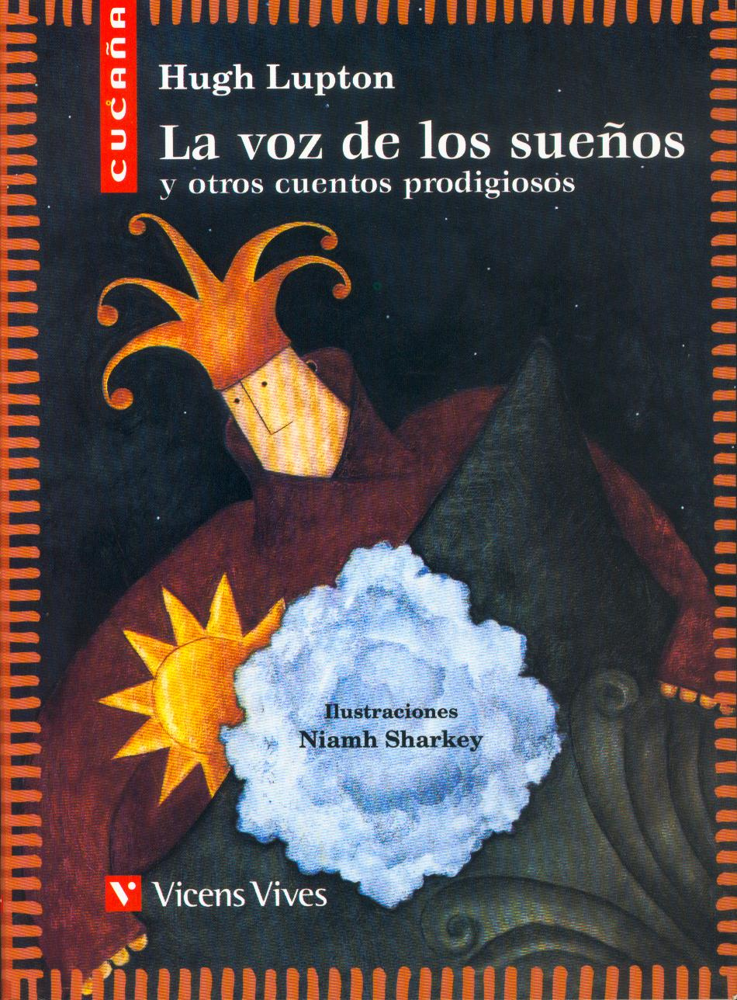 CUCAÑA
Hugh Lupton
La voz de los sueños
y otros cuentos prodigiosos
Ilustraciones
Niamh Sharkey
V Vicens Vives